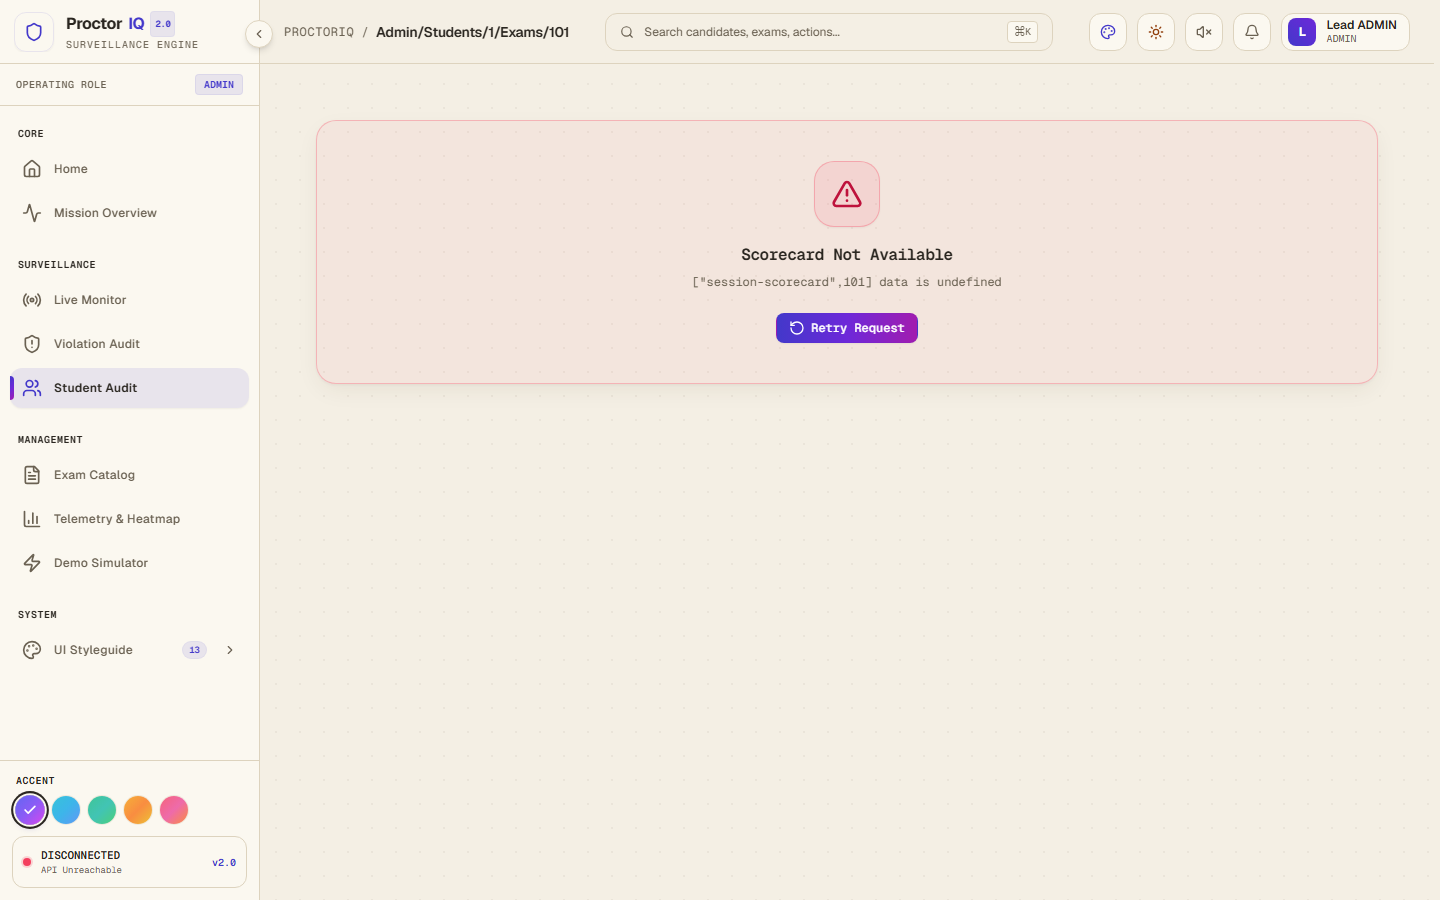 Proctor IQ 2.0
SURVEILLANCE ENGINE
PROCTORIQ / Admin/Students/1/Exams/101
Search candidates, exams, actions...
⌘K
L
Lead ADMIN
ADMIN
OPERATING ROLE
ADMIN
CORE
Home
Mission Overview
SURVEILLANCE
Live Monitor
Violation Audit
Student Audit
MANAGEMENT
Exam Catalog
Telemetry & Heatmap
Demo Simulator
SYSTEM
UI Styleguide
13
ACCENT
DISCONNECTED
API Unreachable
v2.0
Scorecard Not Available
["session-scorecard",101] data is undefined
Retry Request